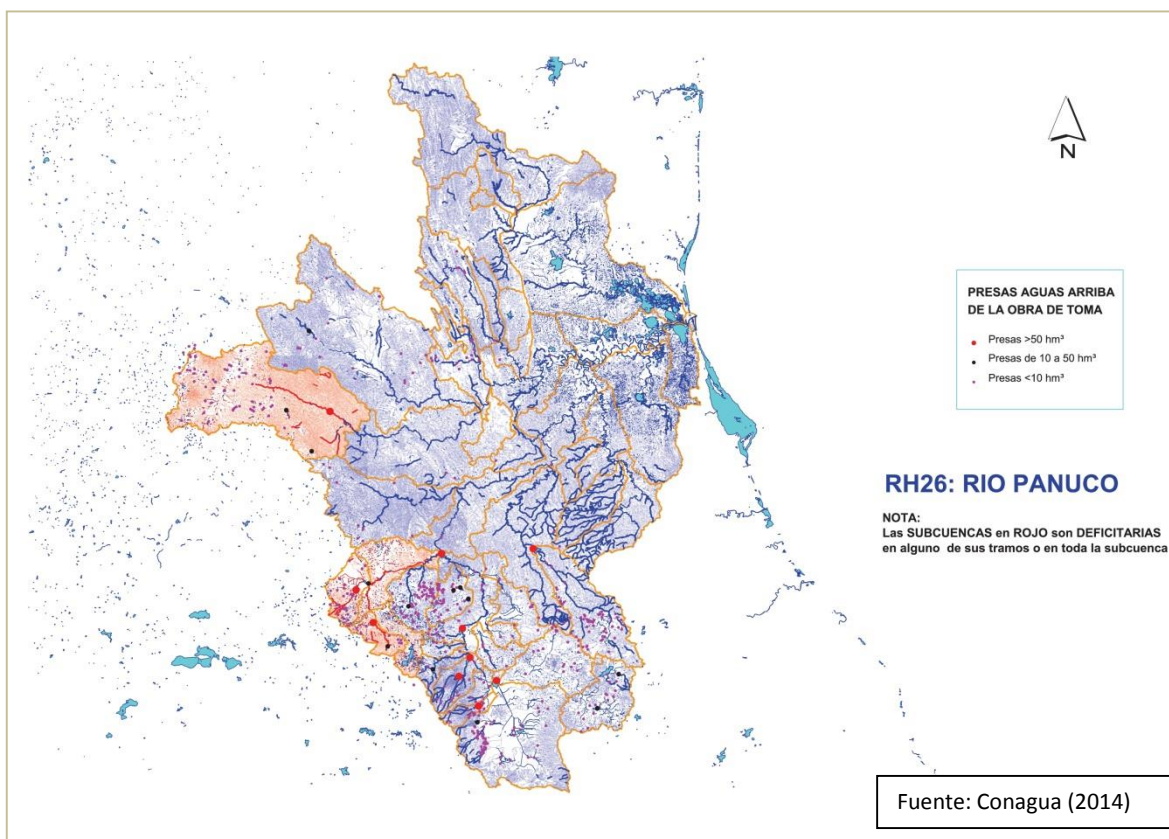 N
PRESAS AGUAS ARRIBA
DE LA OBRA DE TOMA
Presas >50 hm³
Presas de 10 a 50 hm³
Presas <10 hm³
RH26: RIO PANUCO
NOTA:
Las SUBCUENCAS en ROJO son DEFICITARIAS
en alguno de sus tramos o en toda la subcuenca
Fuente: Conagua (2014)